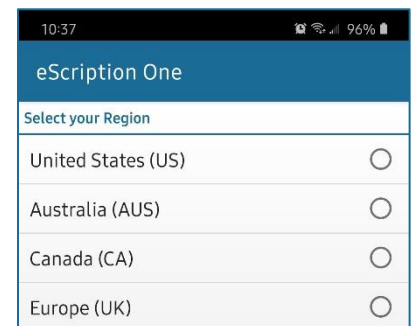 10:37 96%
eScription One
Select your Region
United States (US)
Australia (AUS)
Canada (CA)
Europe (UK)